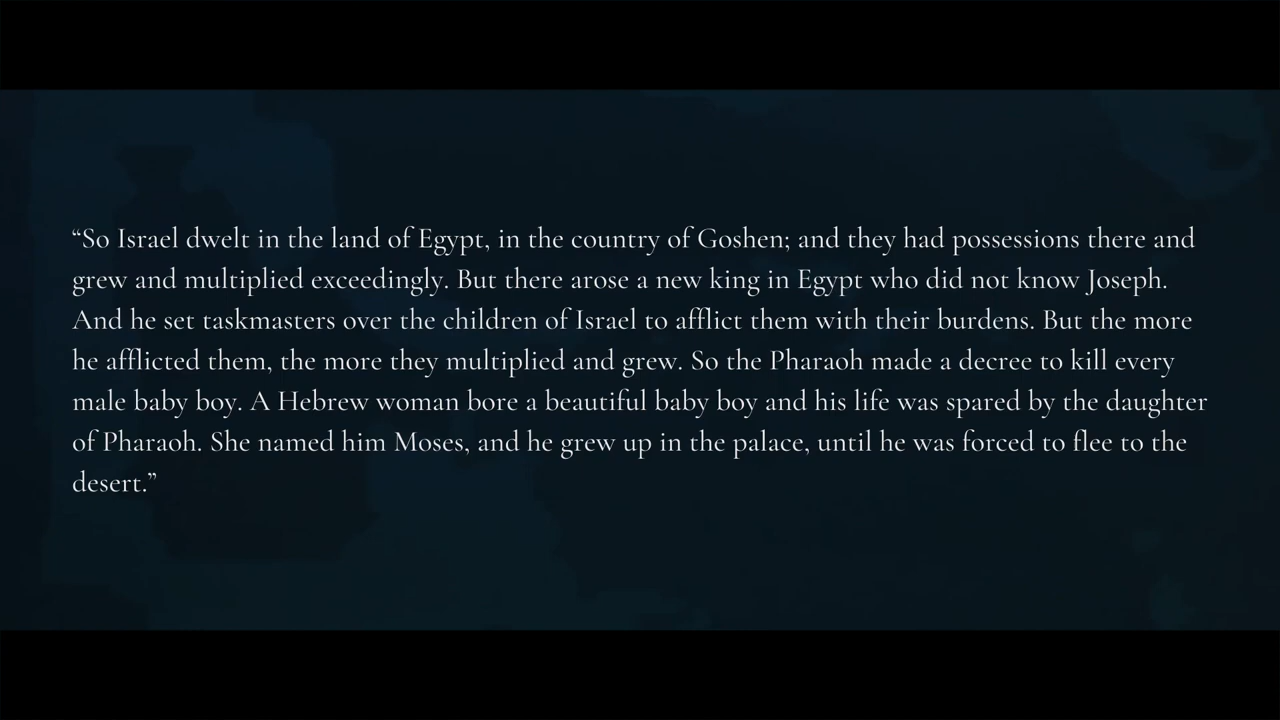 “So Israel dwelt in the land of Egypt, in the country of Goshen; and they had possessions there and
grew and multiplied exceedingly. But there arose a new king in Egypt who did not know Joseph.
And he set taskmasters over the children of Israel to afflict them with their burdens. But the more
he afflicted them, the more they multiplied and grew. So the Pharaoh made a decree to kill every
male baby boy. A Hebrew woman bore a beautiful baby boy and his life was spared by the daughter
of Pharaoh. She named him Moses, and he grew up in the palace, until he was forced to flee to the
desert.”